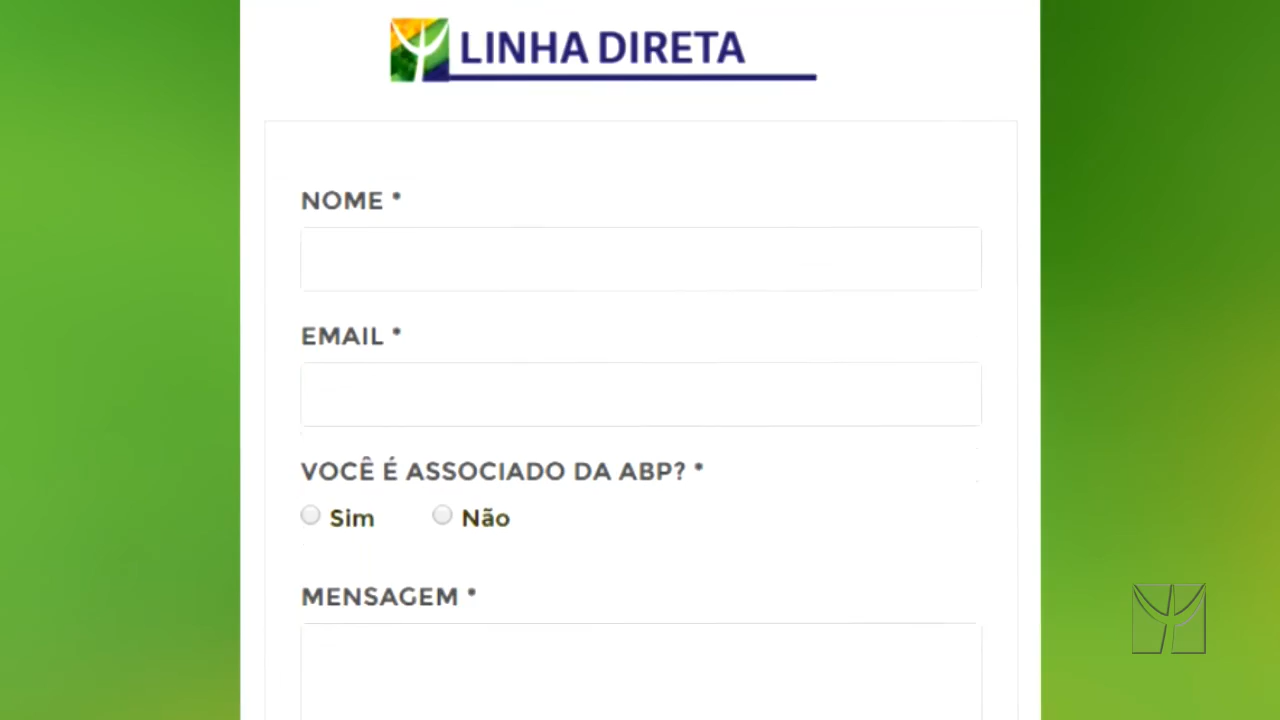 LINHA DIRETA
NOME *
EMAIL *
VOCÊ É ASSOCIADO DA ABP? *
Sim Não
MENSAGEM *